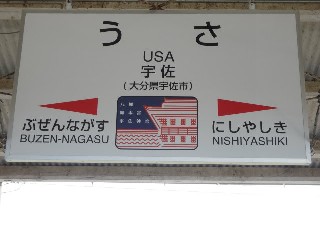 うさ
USA
宇佐
(大分県宇佐市)
ぶぜんながす
BUZEN-NAGASU
にしやしき
NISHIYASHIKI